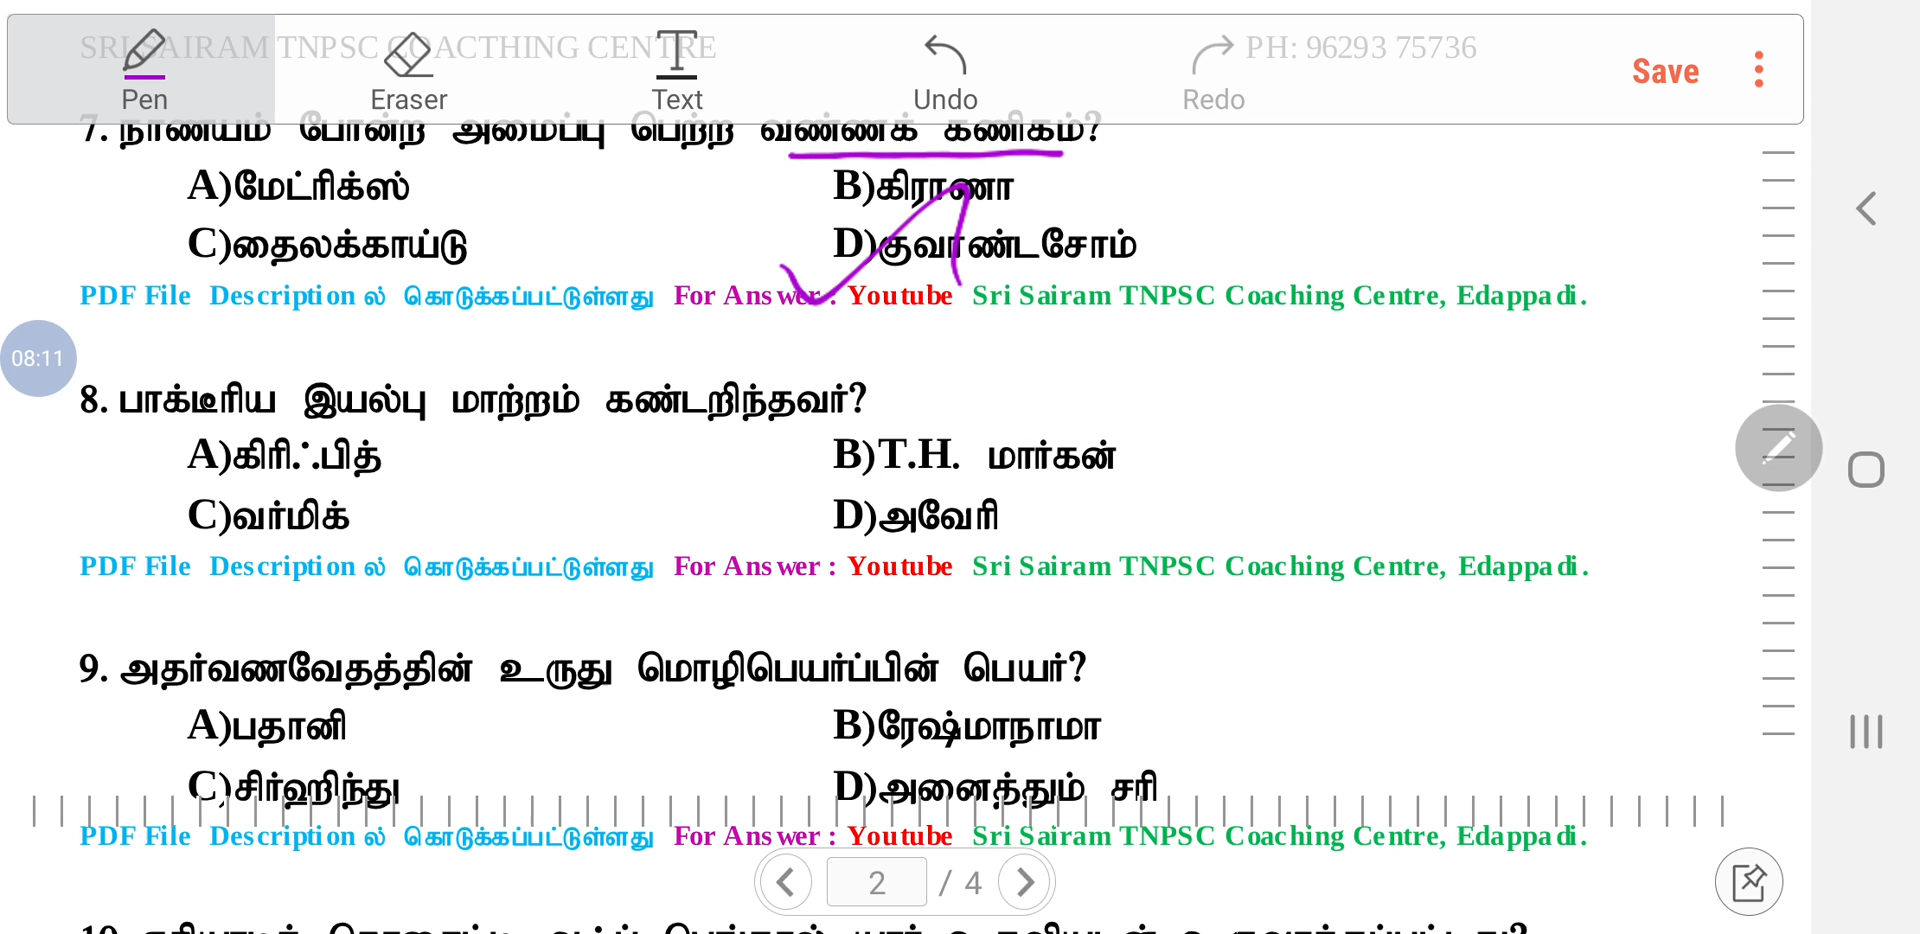 SRI SAIRAM TNPSC COACTHING CENTRE PH: 96293 75736
Pen Eraser Text Undo Redo Save
7. நாணயம் போன்ற அமைப்பு பெற்ற வண்ணக் கணிகம்?
A)மேட்ரிக்ஸ் B)கிராணா
C)தைலக்காய்டு D)குவாண்டசோம்
PDF File Description ல் கொடுக்கப்பட்டுள்ளது For Answer : Youtube Sri Sairam TNPSC Coaching Centre, Edappadi.
08:11
8. பாக்டீரிய இயல்பு மாற்றம் கண்டறிந்தவர்?
A)கிரிஃபித் B)T.H. மார்கன்
C)வர்மிக் D)அவேரி
PDF File Description ல் கொடுக்கப்பட்டுள்ளது For Answer : Youtube Sri Sairam TNPSC Coaching Centre, Edappadi.
9. அதர்வணவேதத்தின் உருது மொழிபெயர்ப்பின் பெயர்?
A)பதானி B)ரேஷ்மாநாமா
C)சிர்ஹிந்து D)அனைத்தும் சரி
PDF File Description ல் கொடுக்கப்பட்டுள்ளது For Answer : Youtube Sri Sairam TNPSC Coaching Centre, Edappadi.
2 / 4